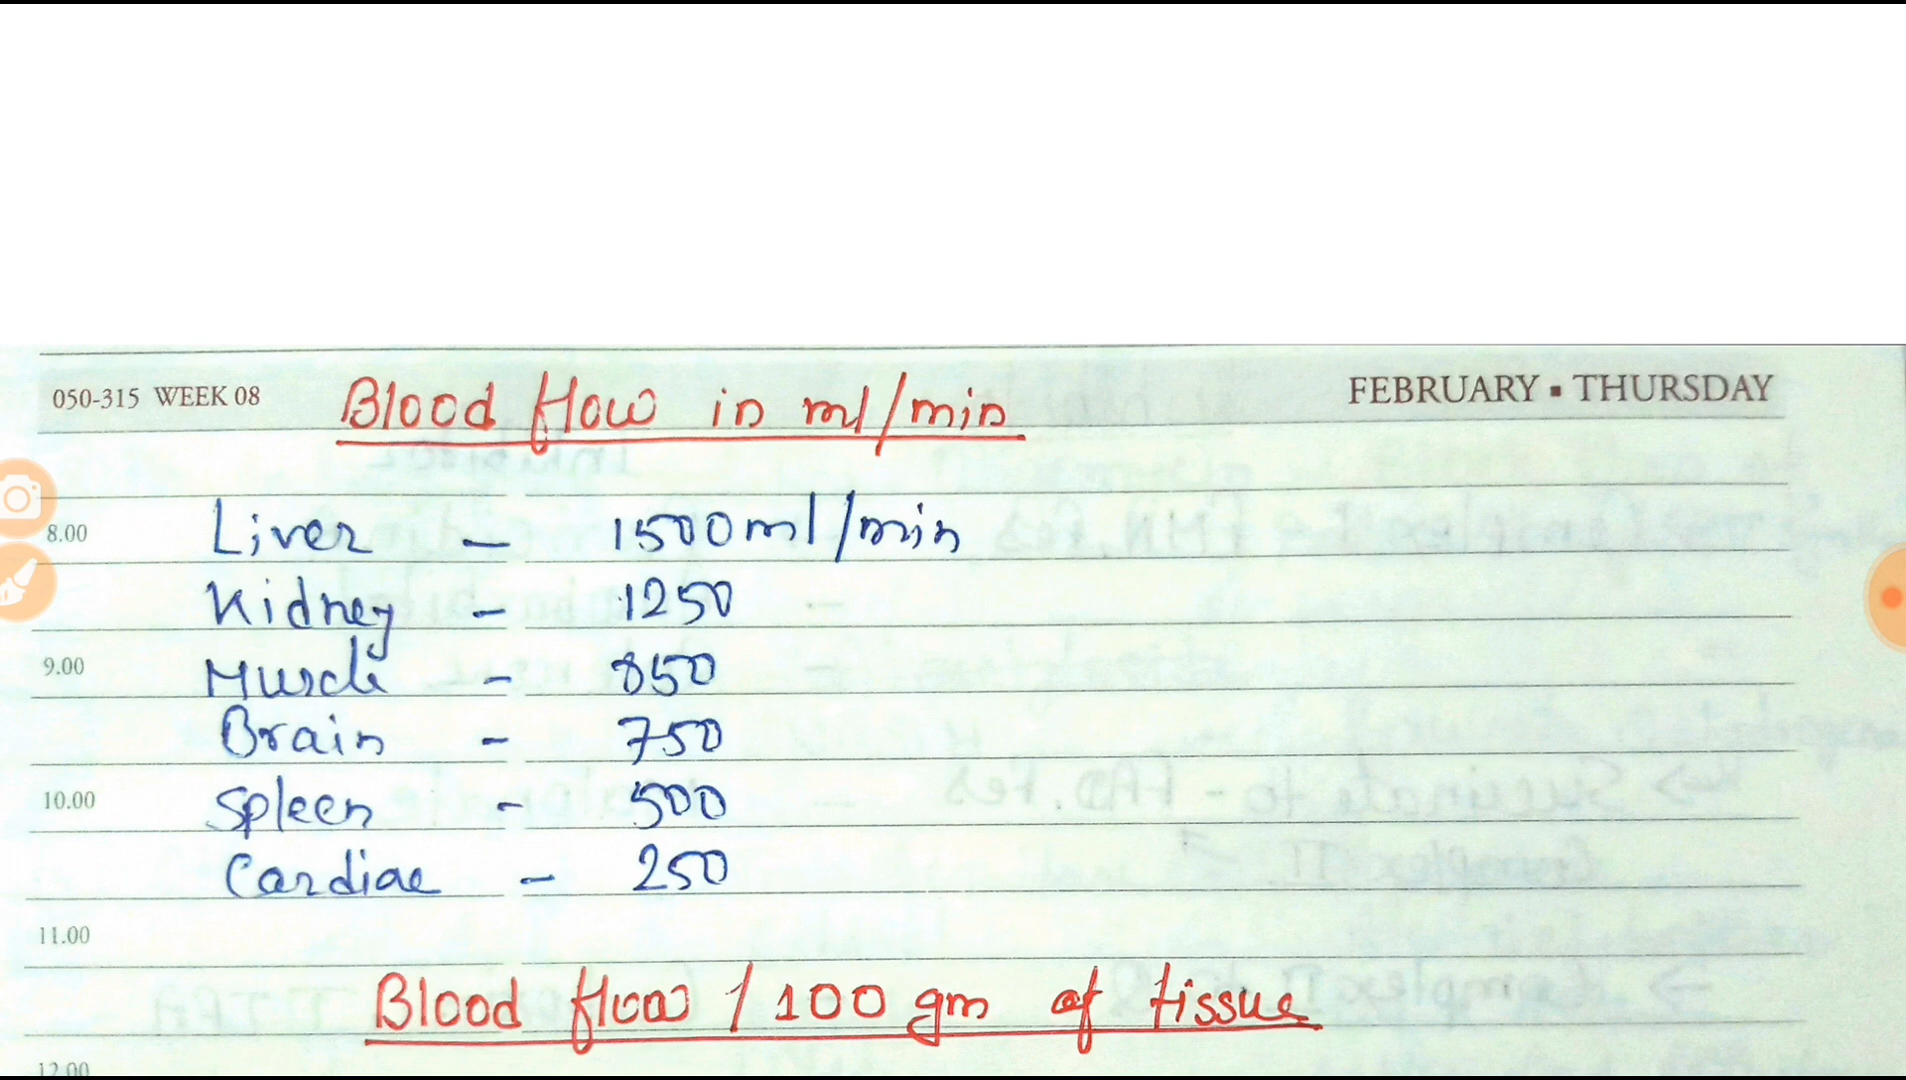 050-315 WEEK 08 Blood flow in ml/min FEBRUARY ▪ THURSDAY
8.00 Liver - 1500ml/min
Kidney - 1250
9.00 Muscle - 850
Brain - 750
10.00 Spleen - 500
Cardiac - 250
11.00
Blood flow / 100 gm of tissue
12.00